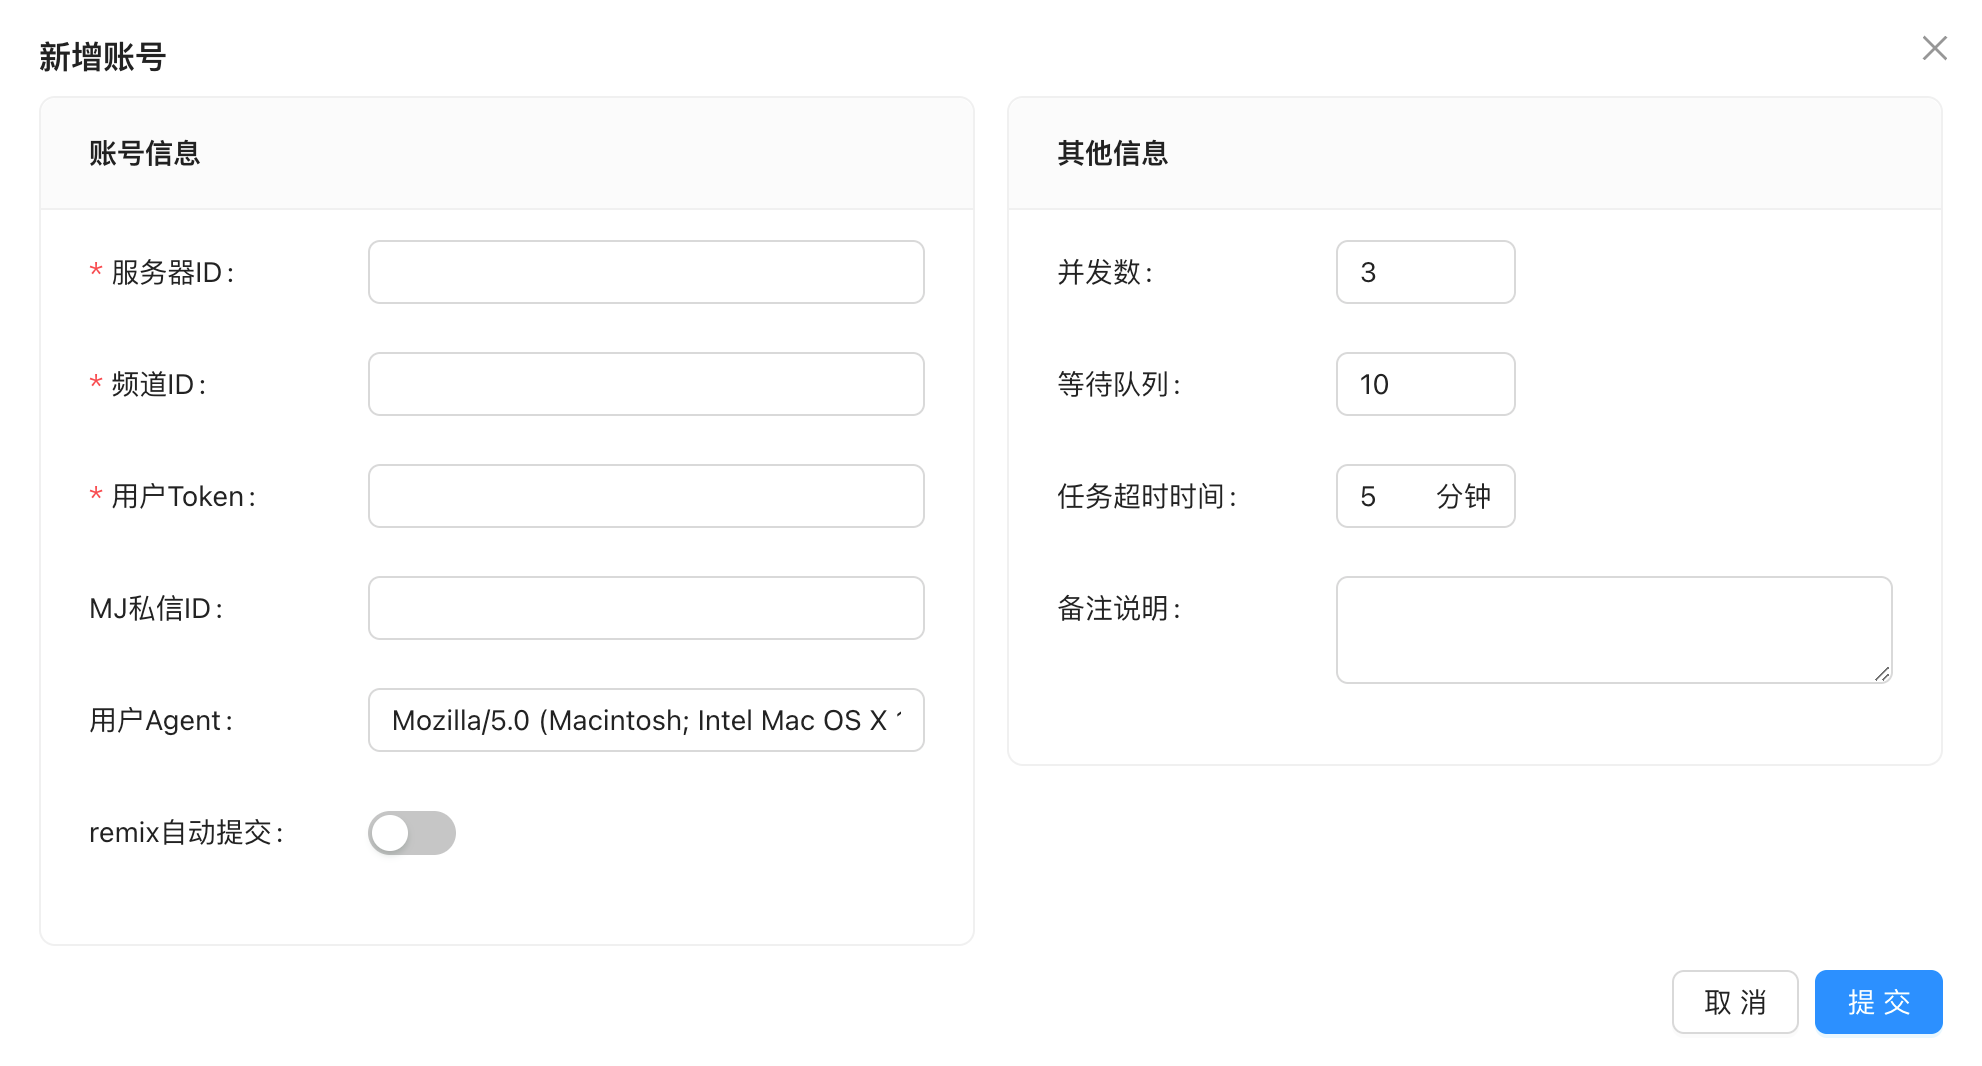 新增账号
账号信息
* 服务器ID:
* 频道ID:
* 用户Token:
MJ私信ID:
用户Agent: Mozilla/5.0 (Macintosh; Intel Mac OS X
remix自动提交:
其他信息
并发数: 3
等待队列: 10
任务超时时间: 5 分钟
备注说明:
取 消 提 交